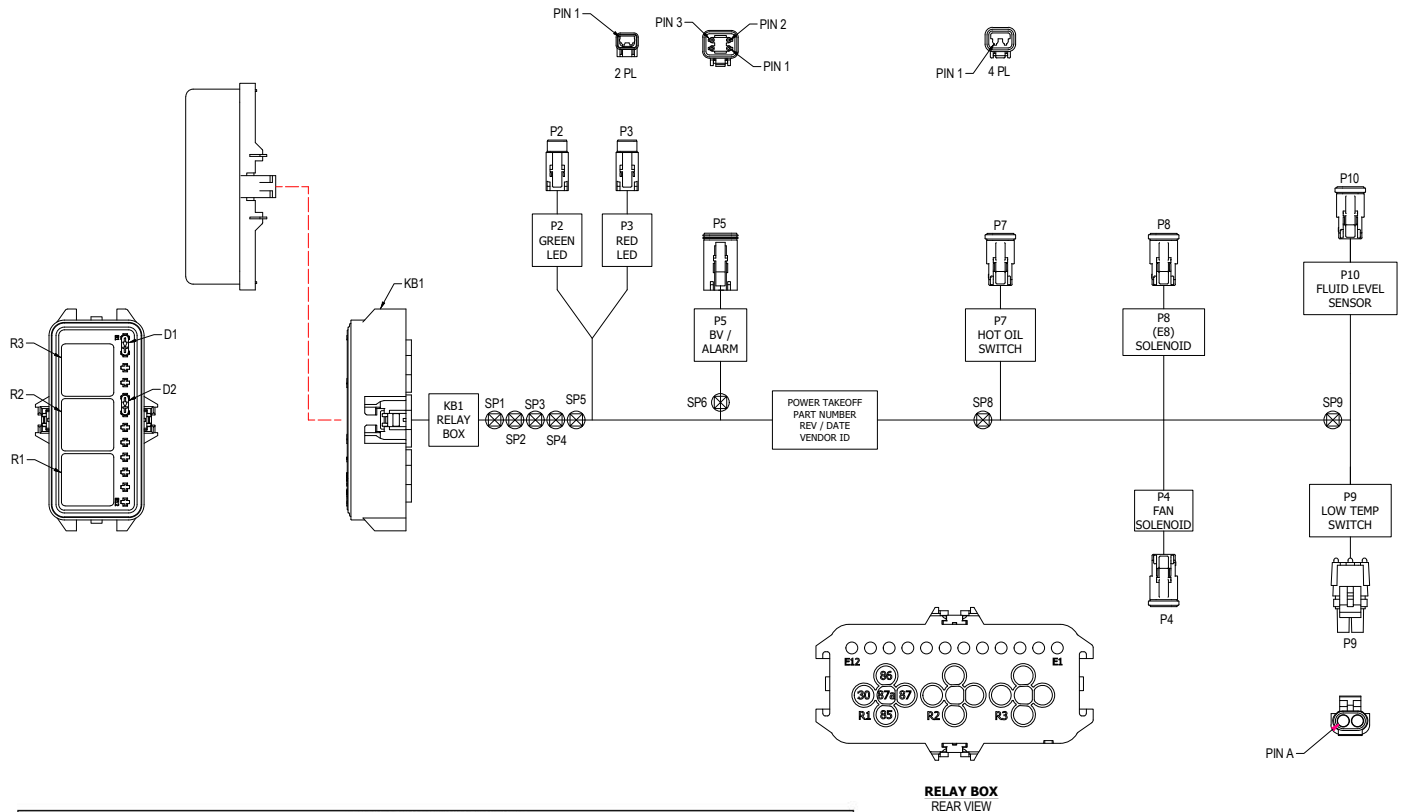 PIN 1
2 PL
PIN 3
PIN 2
PIN 1
PIN 1
4 PL
P2
P3
P2
GREEN
LED
P3
RED
LED
P5
P5
BV /
ALARM
P7
P7
HOT OIL
SWITCH
P8
P8
(E8)
SOLENOID
P10
P10
FLUID LEVEL
SENSOR
R3
R2
R1
D1
D2
KB1
KB1
RELAY
BOX
SP1
SP2
SP3
SP4
SP5
SP6
POWER TAKEOFF
PART NUMBER
REV / DATE
VENDOR ID
SP8
SP9
P4
FAN
SOLENOID
P4
P9
LOW TEMP
SWITCH
P9
PIN A
E12
E1
86
30
87a
87
R1
85
R2
R3
RELAY BOX
REAR VIEW